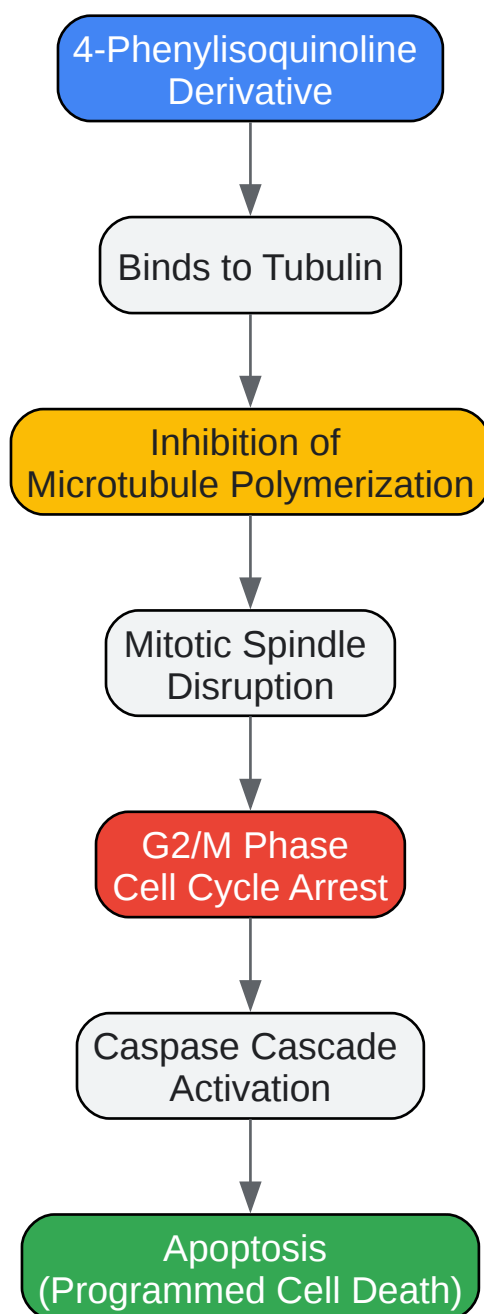 4-Phenylisoquinoline
Derivative
Binds to Tubulin
Inhibition of
Microtubule Polymerization
Mitotic Spindle
Disruption
G2/M Phase
Cell Cycle Arrest
Caspase Cascade
Activation
Apoptosis
(Programmed Cell Death)